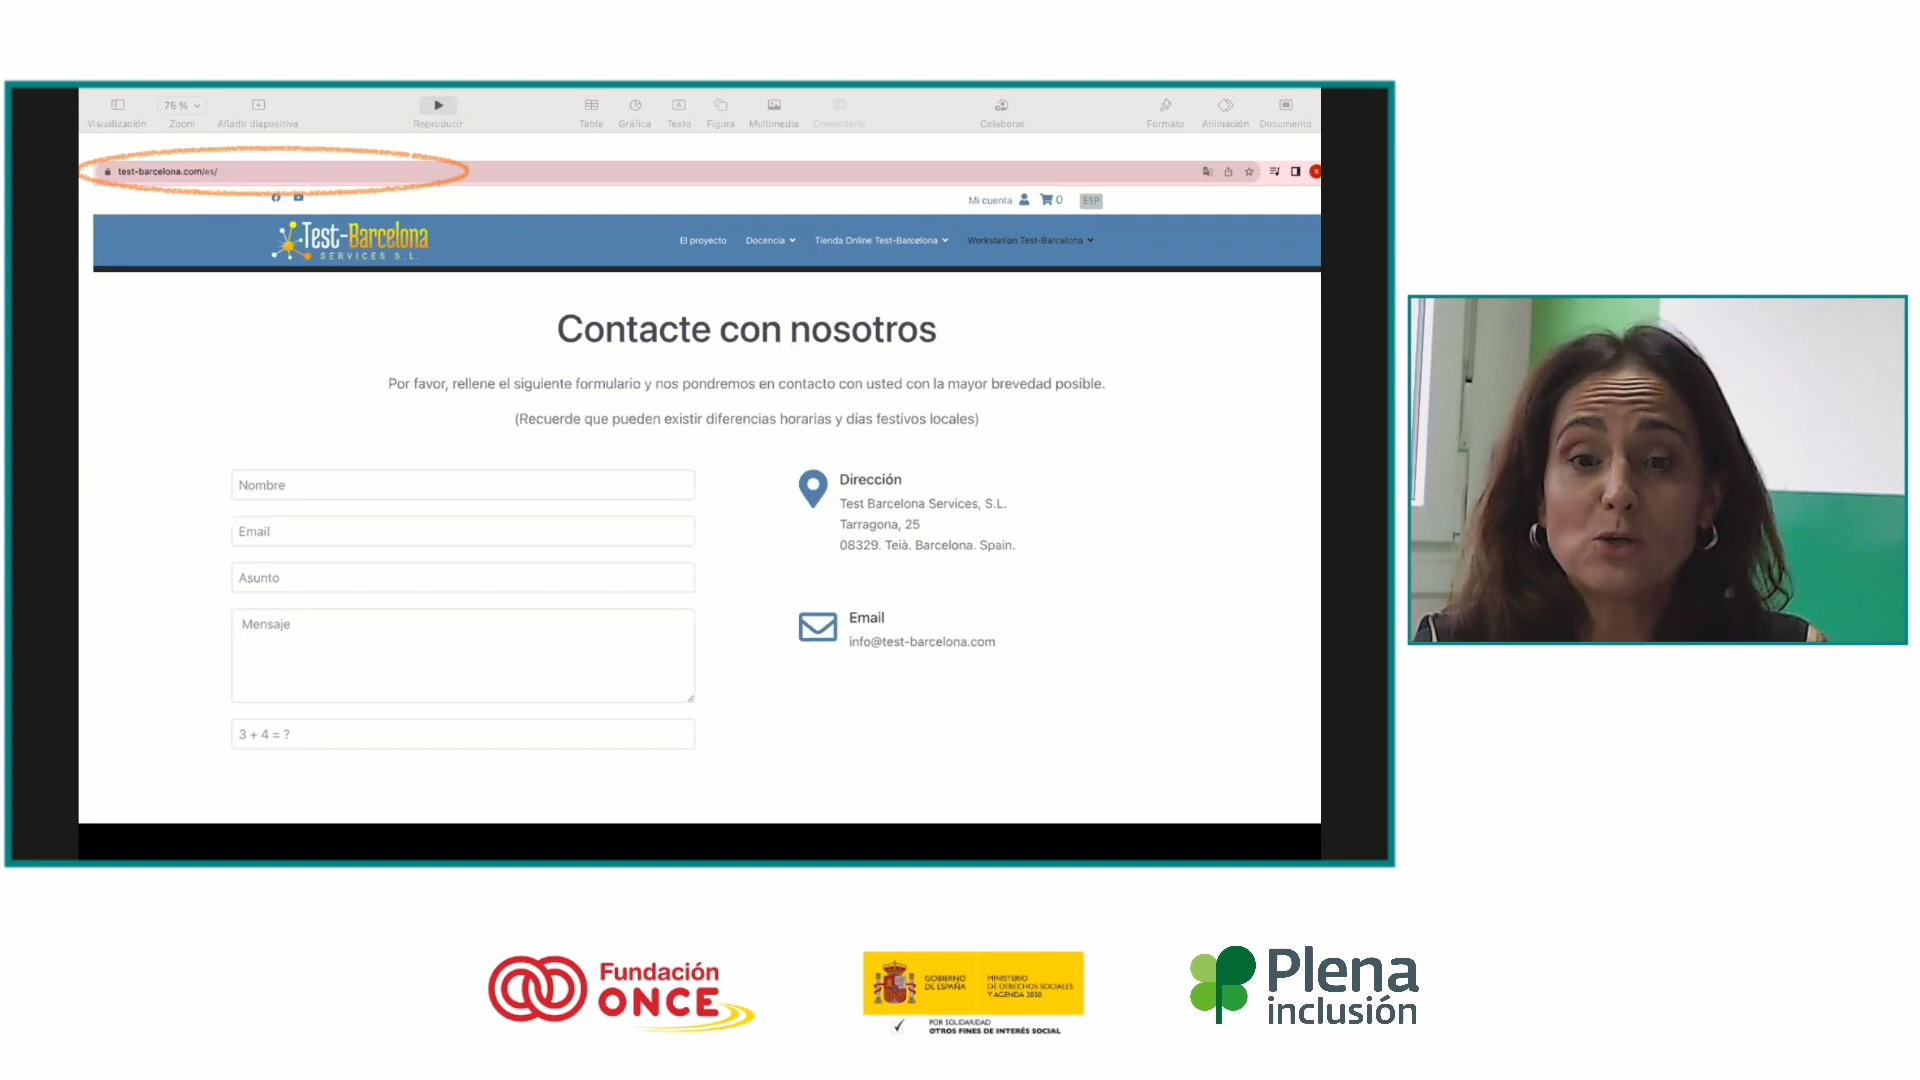 75 %
Visualización Zoom Añadir diapositiva Reproducir Tabla Gráfica Texto Figura Multimedia Comentario Colaborar Formato Animación Documento
test-barcelona.com/es/
Mi cuenta 0 ESP
Test-Barcelona
SERVICES S.L.
El proyecto Docencia Tienda Online Test-Barcelona Workstation Test-Barcelona
Contacte con nosotros
Por favor, rellene el siguiente formulario y nos pondremos en contacto con usted con la mayor brevedad posible.
(Recuerde que pueden existir diferencias horarias y días festivos locales)
Nombre
Email
Asunto
Mensaje
3 + 4 = ?
Dirección
Test Barcelona Services, S.L.
Tarragona, 25
08329. Teià. Barcelona. Spain.
Email
info@test-barcelona.com
Fundación
ONCE
GOBIERNO
DE ESPAÑA
MINISTERIO
DE DERECHOS SOCIALES
Y AGENDA 2030
POR SOLIDARIDAD
OTROS FINES DE INTERÉS SOCIAL
Plena
inclusión